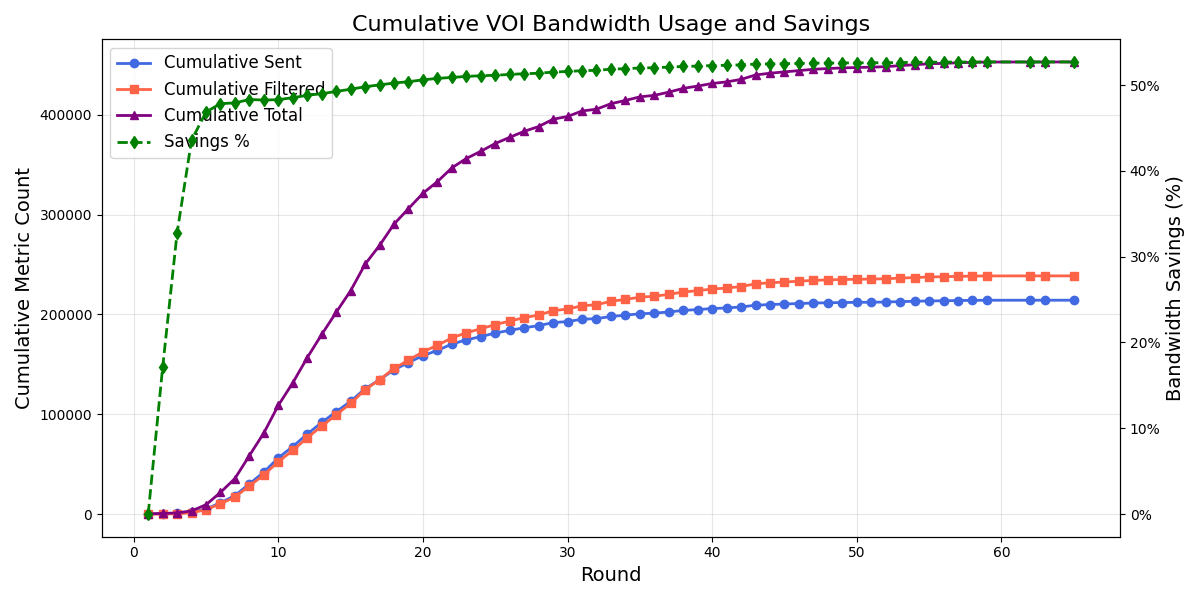 Cumulative VOI Bandwidth Usage and Savings
Cumulative Sent
Cumulative Filtered
Cumulative Total
Savings %
Cumulative Metric Count
400000
300000
200000
100000
0
Bandwidth Savings (%)
50%
40%
30%
20%
10%
0%
0 10 20 30 40 50 60
Round